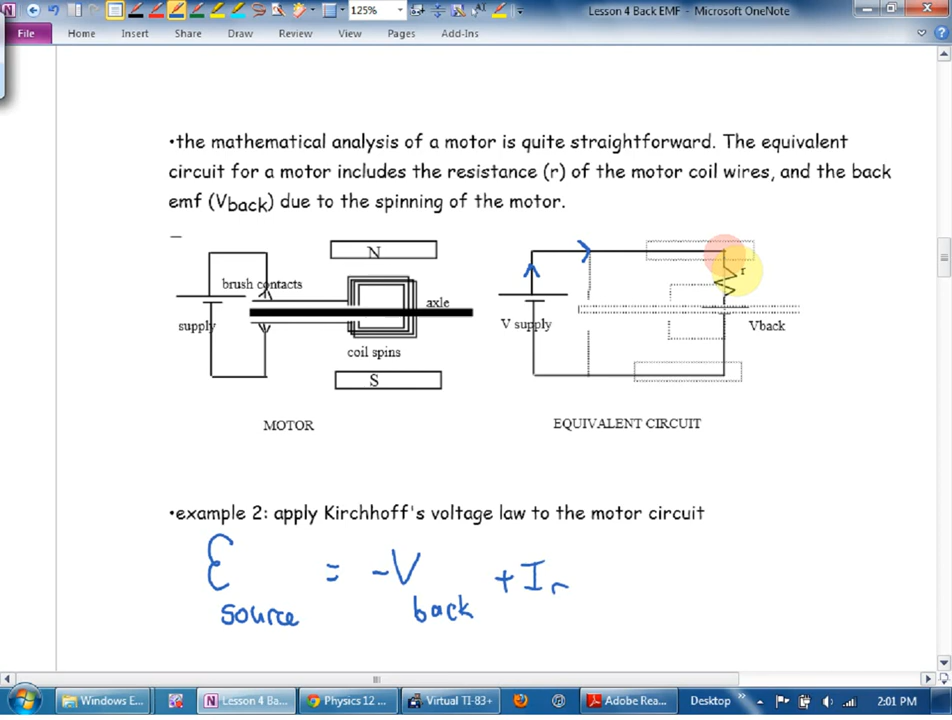 125%
Lesson 4 Back EMF - Microsoft OneNote
File Home Insert Share Draw Review View Pages Add-Ins
•the mathematical analysis of a motor is quite straightforward. The equivalent
circuit for a motor includes the resistance (r) of the motor coil wires, and the back
emf (Vback) due to the spinning of the motor.
N
brush contacts
axle
supply
coil spins
S
MOTOR
r
V supply
Vback
EQUIVALENT CIRCUIT
•example 2: apply Kirchhoff's voltage law to the motor circuit
Ɛ source = -V back + Ir
Windows E... Lesson 4 Ba... Physics 12 ... Virtual TI-83+ Adobe Rea... Desktop » 2:01 PM